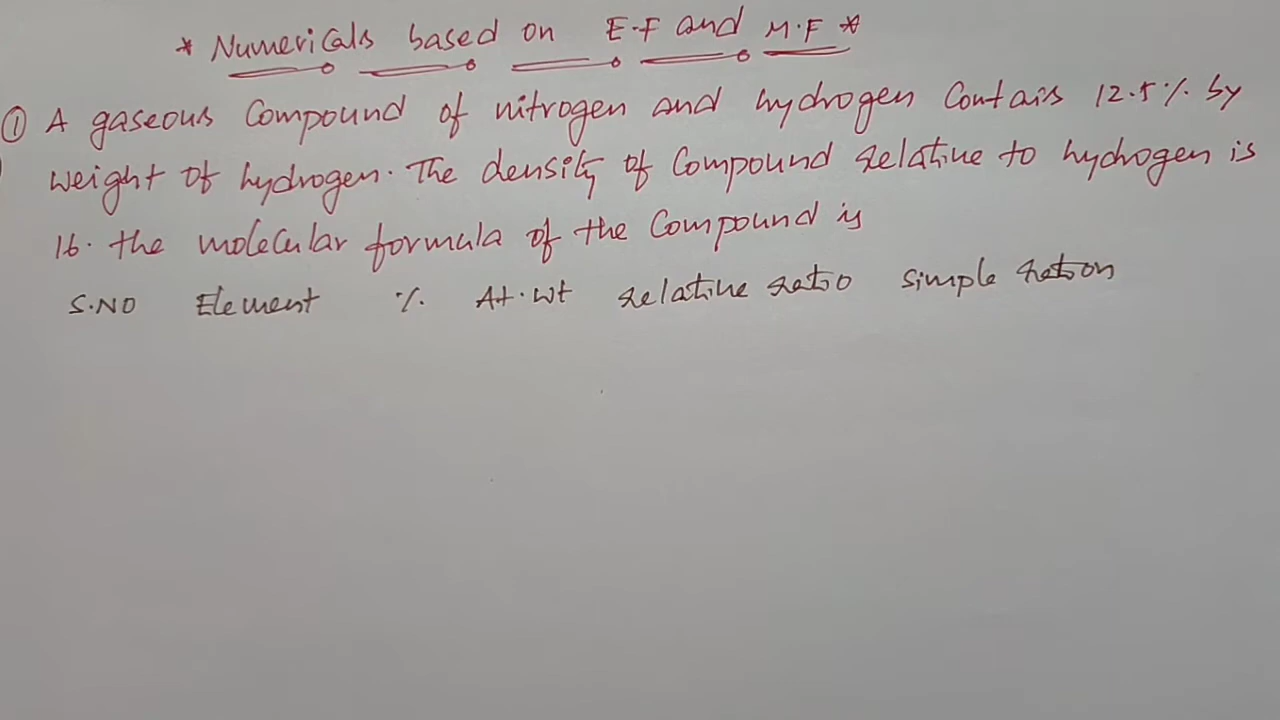 * Numericals based on E.F and M.F *
① A gaseous Compound of nitrogen and hydrogen Contains 12.5% by
weight of hydrogen. The density of Compound relative to hydrogen is
16. the molecular formula of the Compound is
S.NO Element % At.wt relative ratio simple ration